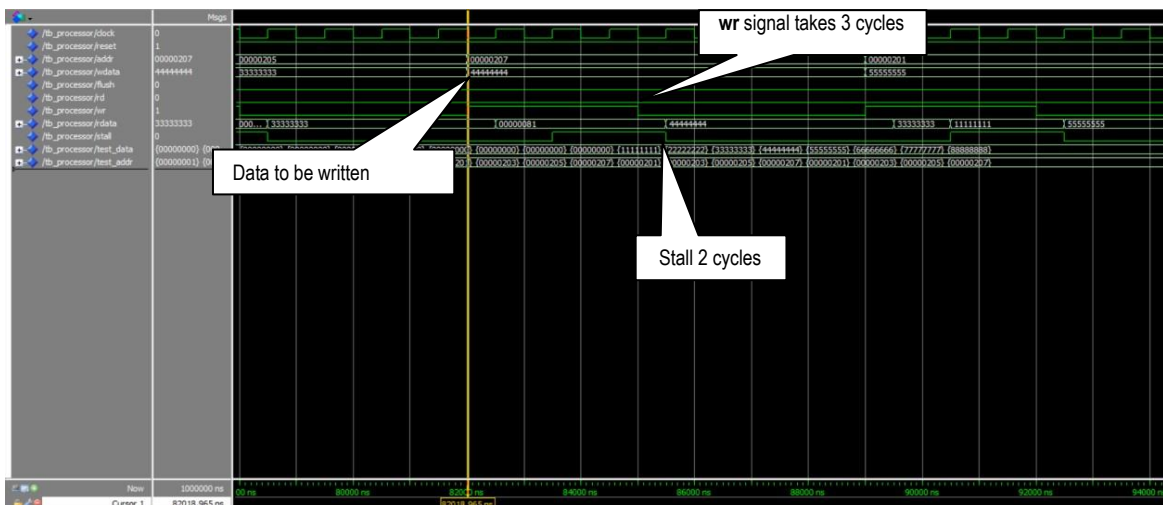 Msgs
wr signal takes 3 cycles
/tb_processor/clock 0
/tb_processor/reset 1
/tb_processor/addr 00000207 00000205 00000207 00000201
/tb_processor/wdata 44444444 33333333 44444444 55555555
/tb_processor/flush 0
/tb_processor/rd 0
/tb_processor/wr 1
/tb_processor/rdata 33333333 000... 33333333 00000081 44444444 33333333 11111111 55555555
/tb_processor/stall 0
/tb_processor/test_data {00000000} {00000000} {00000000} {00000000} {11111111} {22222222} {33333333} {44444444} {55555555} {66666666} {77777777} {88888888}
/tb_processor/test_addr {00000001} {00000203} {00000205} {00000207} {00000201} {00000203} {00000205} {00000207} {00000201} {00000203} {00000205} {00000207}
Data to be written
Stall 2 cycles
Now 1000000 ns 00 ns 80000 ns 82000 ns 84000 ns 86000 ns 88000 ns 90000 ns 92000 ns 94000
Cursor 1 82018.965 ns 82018.965 ns